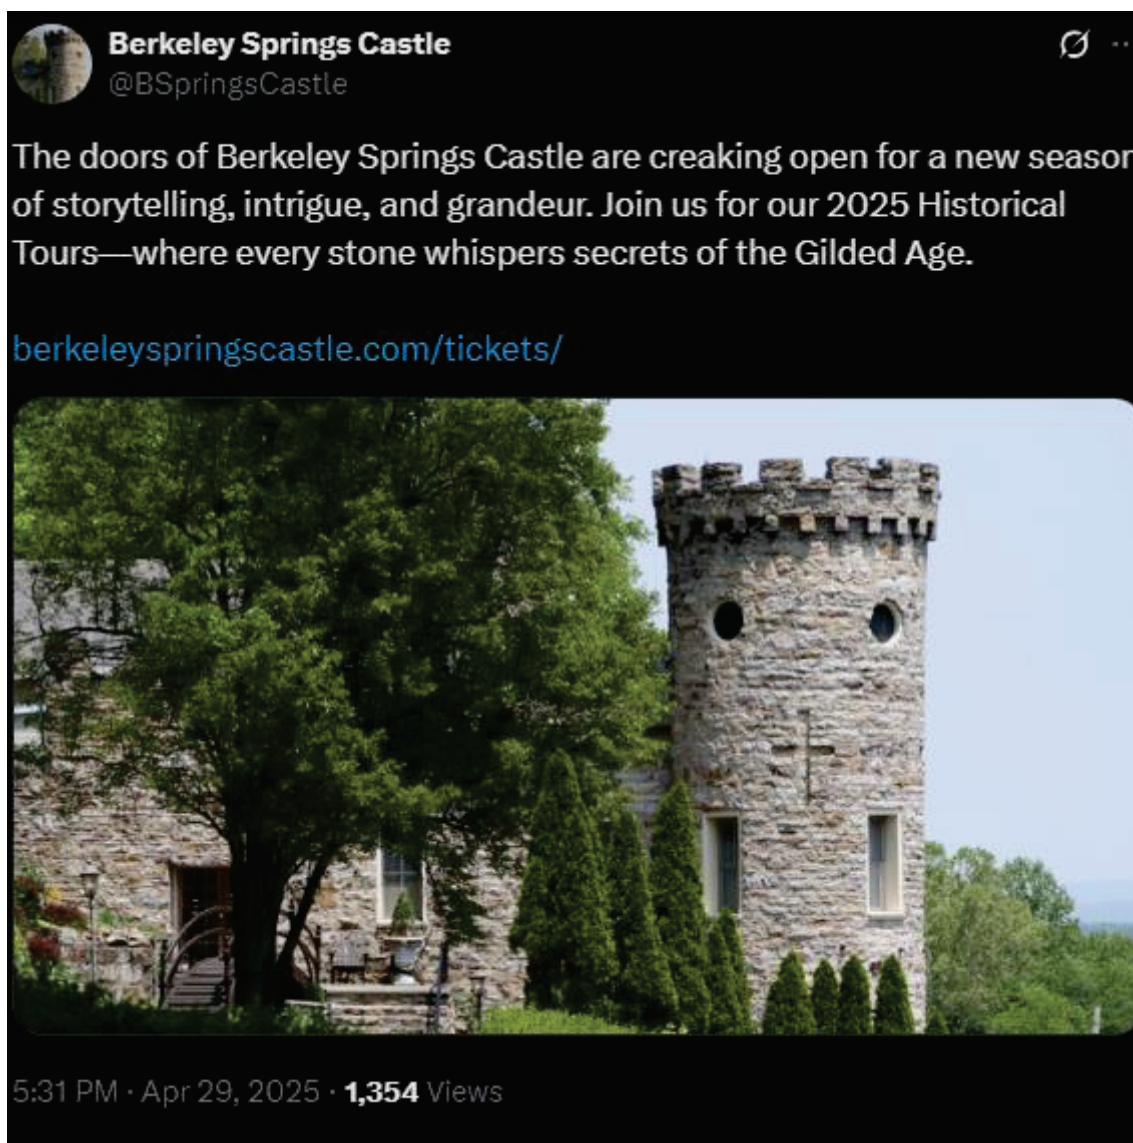 Berkeley Springs Castle
@BSpringsCastle
The doors of Berkeley Springs Castle are creaking open for a new season
of storytelling, intrigue, and grandeur. Join us for our 2025 Historical
Tours—where every stone whispers secrets of the Gilded Age.
berkeleyspringscastle.com/tickets/
5:31 PM · Apr 29, 2025 · 1,354 Views